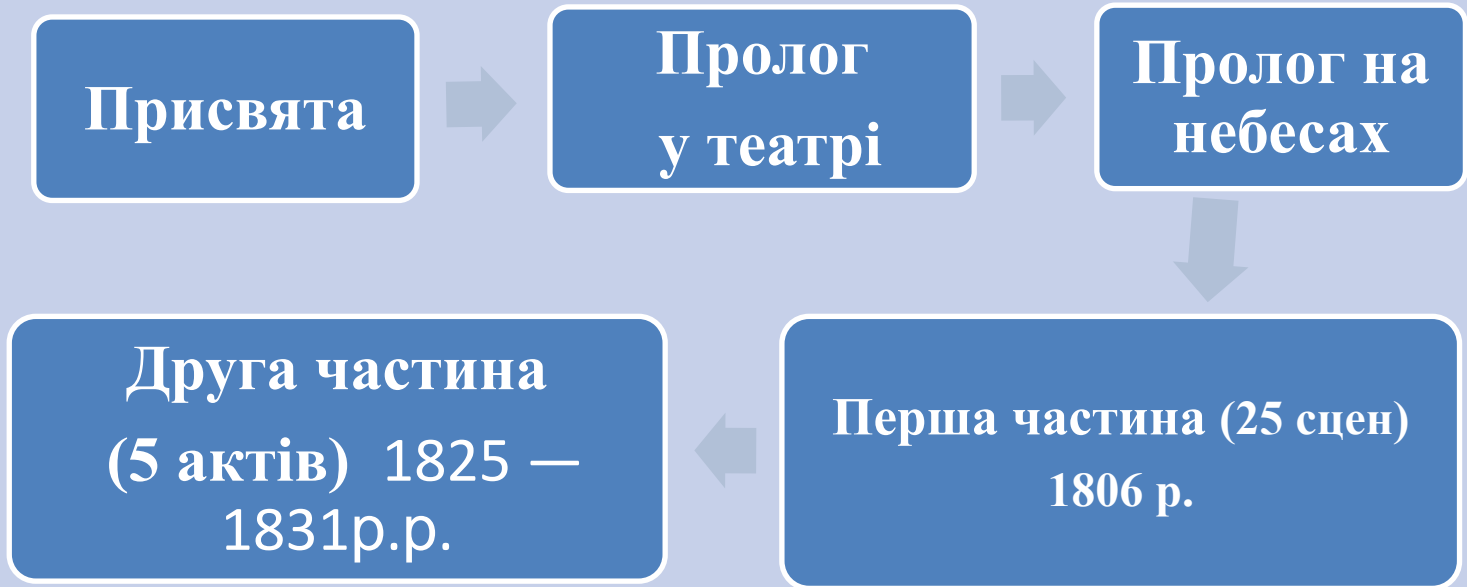 Присвята
Пролог
у театрі
Пролог на
небесах
Перша частина (25 сцен)
1806 р.
Друга частина
(5 актів) 1825 —
1831р.р.